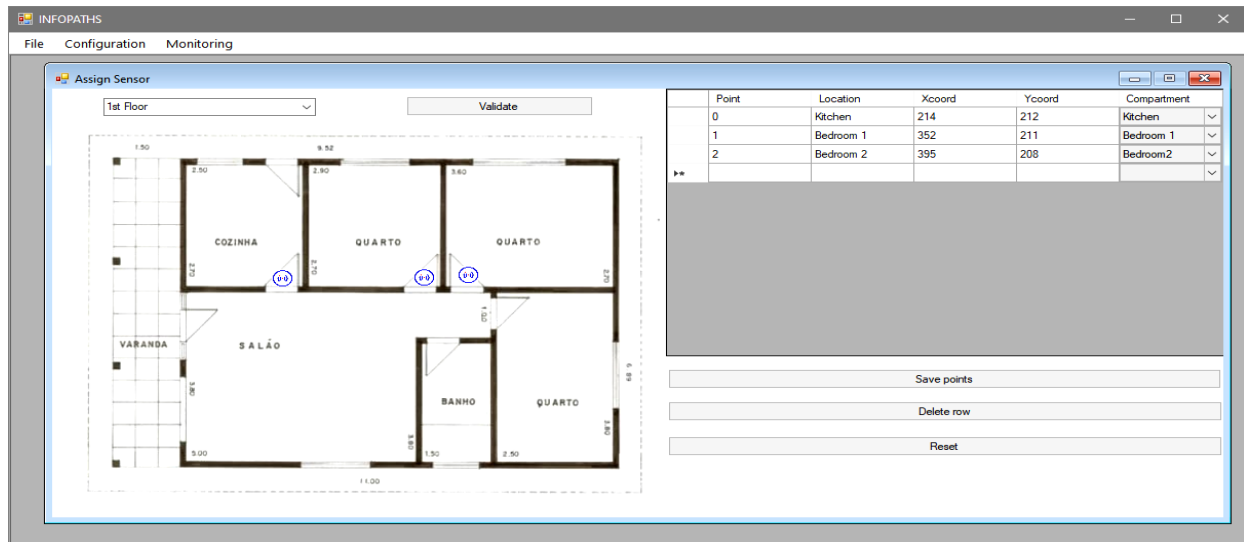 INFOPATHS
File Configuration Monitoring
Assign Sensor
1st Floor
Validate
Point Location Xcoord Ycoord Compartment
0 Kitchen 214 212 Kitchen
1 Bedroom 1 352 211 Bedroom 1
2 Bedroom 2 395 208 Bedroom2
1.50 9.52
2.50 2.90 3.60
COZINHA QUARTO QUARTO
2.70 2.70 2.70
1.00
VARANDA SALÃO
6.89
3.80
BANHO QUARTO
3.80 3.80
5.00 1.50 2.50
11.00
Save points
Delete row
Reset